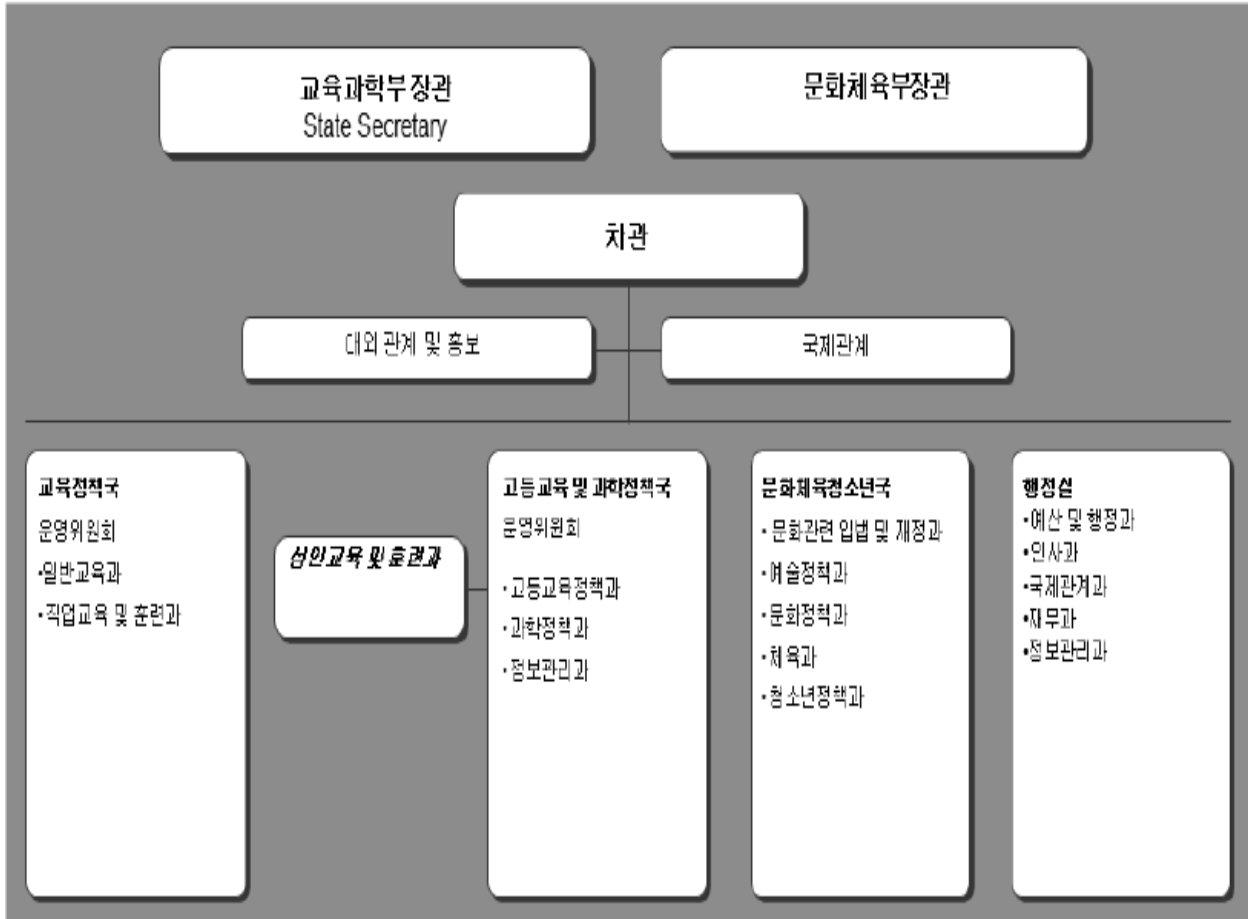 교육과학부 장관
State Secretary
문화체육부장관
차관
대외 관계 및 홍보
국제관계
교육정책국
운영위원회
•일반교육과
•직업교육 및 훈련과
성인교육 및 훈련과
고등교육 및 과학정책국
운영위원회
•고등교육정책과
•과학정책과
•정보관리과
문화체육청소년국
•문화관련 입법 및 재정과
•예술정책과
•문화정책과
•체육과
•청소년정책과
행정실
•예산 및 행정과
•인사과
•국제관계과
•재무과
•정보관리과